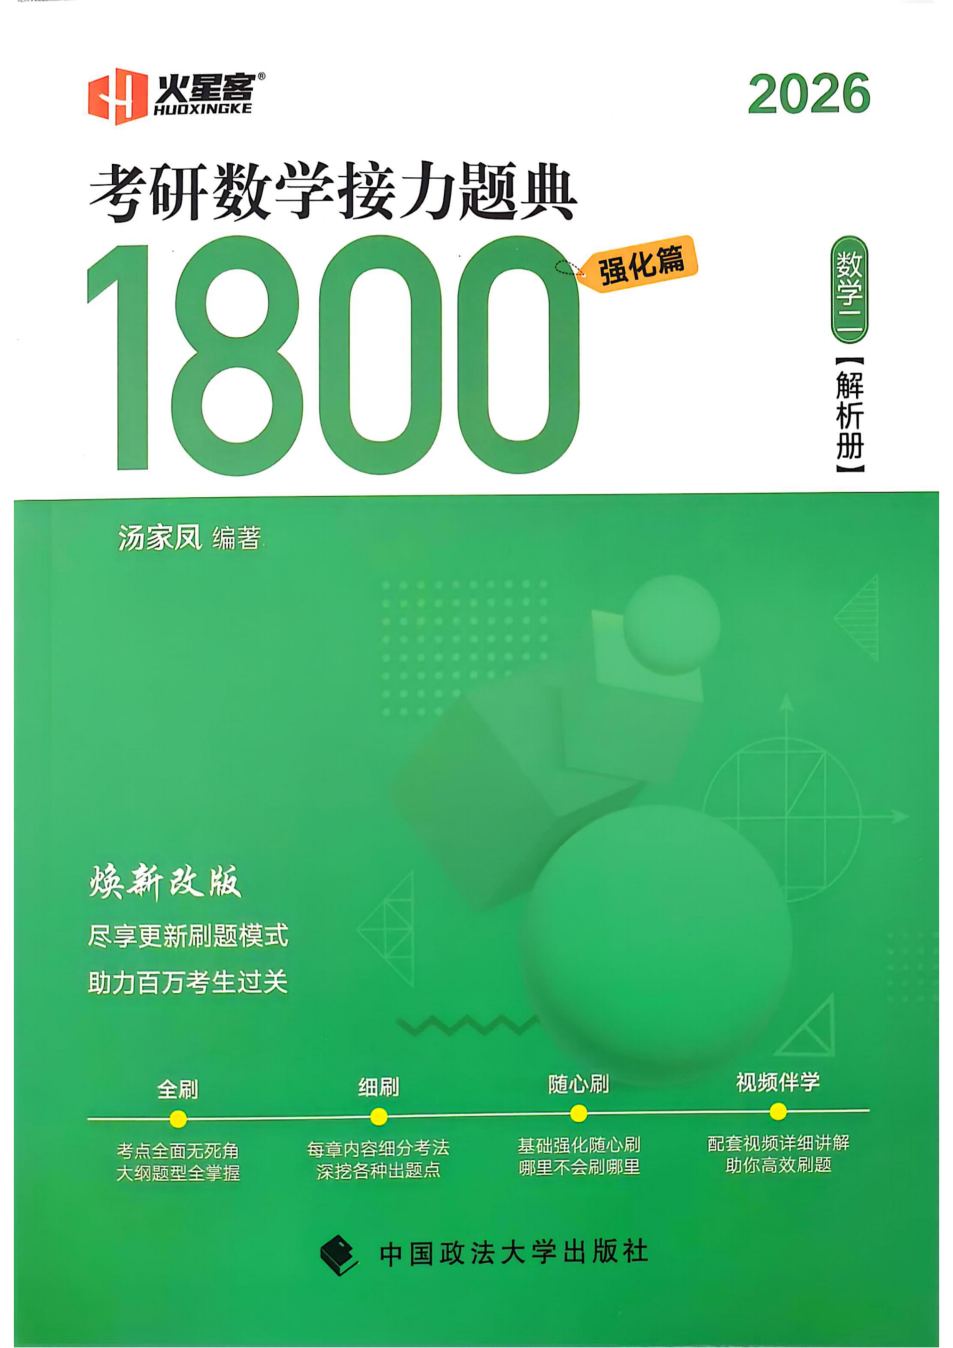 火星客®
HUOXINGKE
2026
考研数学接力题典
1800
强化篇
数学二
【解析册】
汤家凤 编著
焕新改版
尽享更新刷题模式
助力百万考生过关
全刷
考点全面无死角
大纲题型全掌握
细刷
每章内容细分考法
深挖各种出题点
随心刷
基础强化随心刷
哪里不会刷哪里
视频伴学
配套视频详细讲解
助你高效刷题
中国政法大学出版社